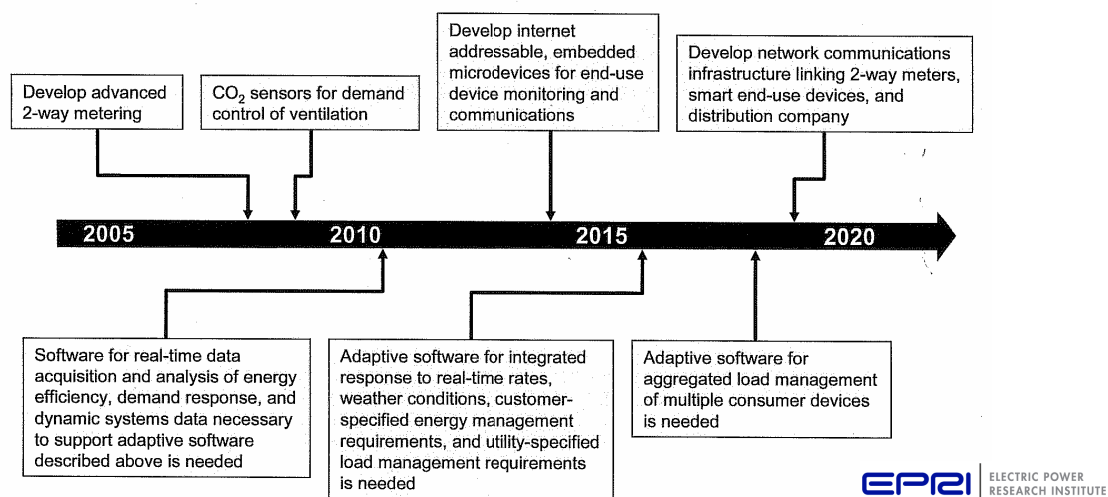 Develop advanced
2-way metering
CO₂ sensors for demand
control of ventilation
Develop internet
addressable, embedded
microdevices for end-use
device monitoring and
communications
Develop network communications
infrastructure linking 2-way meters,
smart end-use devices, and
distribution company
2005 2010 2015 2020
Software for real-time data
acquisition and analysis of energy
efficiency, demand response, and
dynamic systems data necessary
to support adaptive software
described above is needed
Adaptive software for integrated
response to real-time rates,
weather conditions, customer-
specified energy management
requirements, and utility-specified
load management requirements
is needed
Adaptive software for
aggregated load management
of multiple consumer devices
is needed
EPRI
ELECTRIC POWER
RESEARCH INSTITUTE